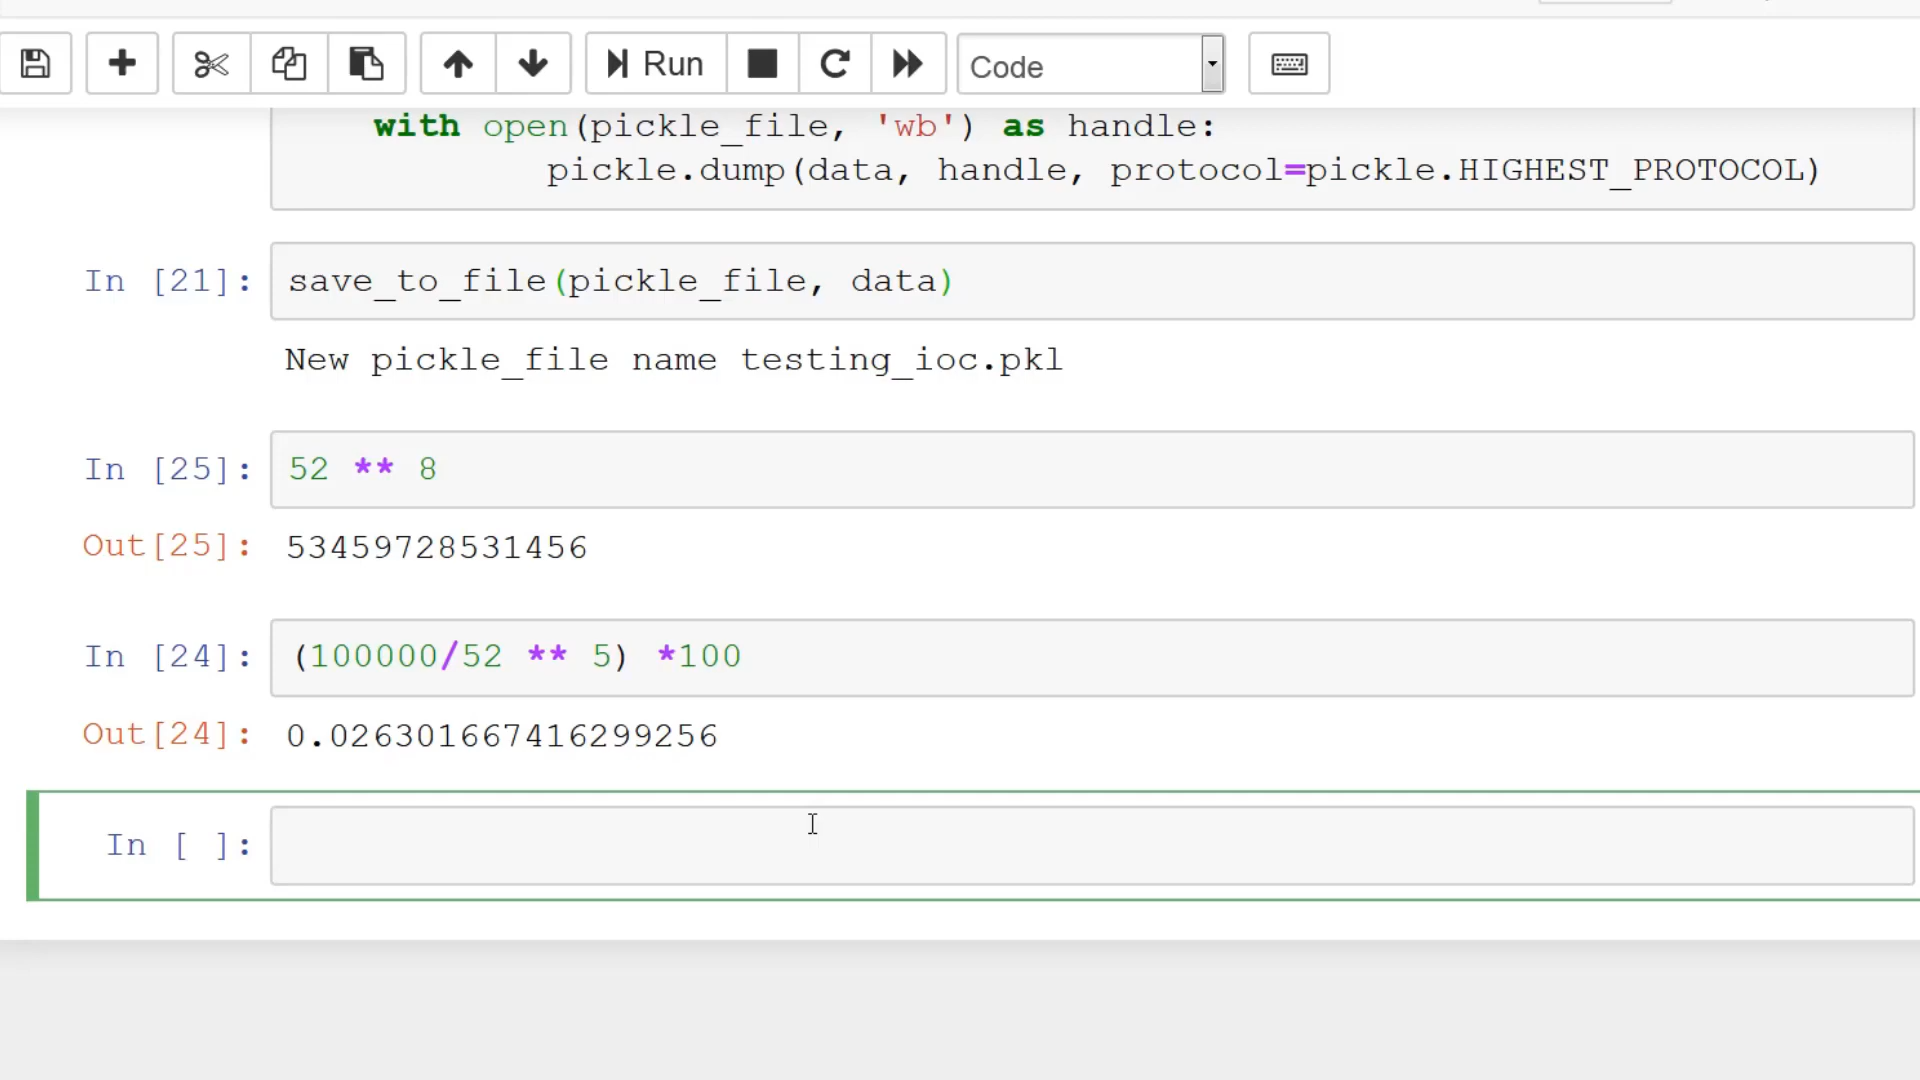 Run
Code
with open(pickle_file, 'wb') as handle:
pickle.dump(data, handle, protocol=pickle.HIGHEST_PROTOCOL)
In [21]: save_to_file(pickle_file, data)
New pickle_file name testing_ioc.pkl
In [25]: 52 ** 8
Out[25]: 53459728531456
In [24]: (100000/52 ** 5) *100
Out[24]: 0.026301667416299256
In [ ]: